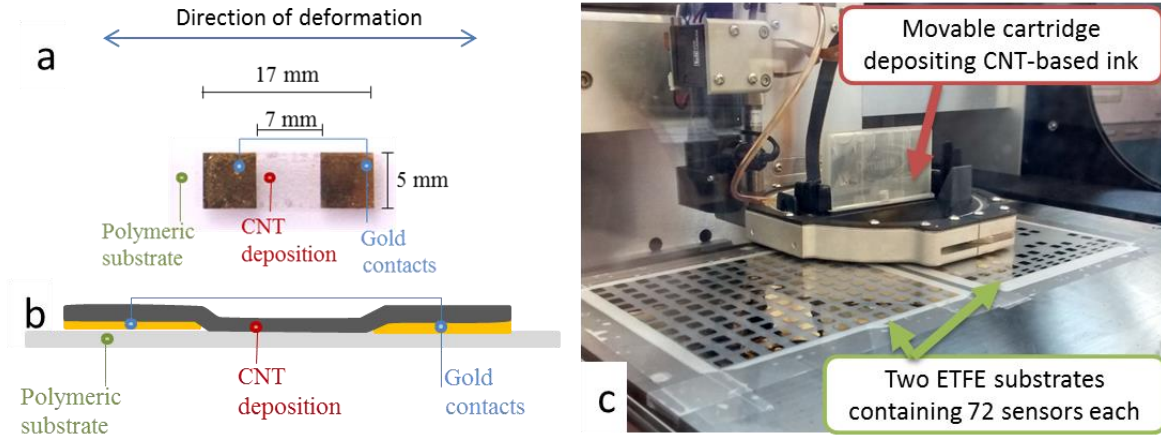 Direction of deformation
a
17 mm
7 mm
5 mm
Polymeric
substrate
CNT
deposition
Gold
contacts
b
Polymeric
substrate
CNT
deposition
Gold
contacts
Movable cartridge
depositing CNT-based ink
Two ETFE substrates
containing 72 sensors each
c